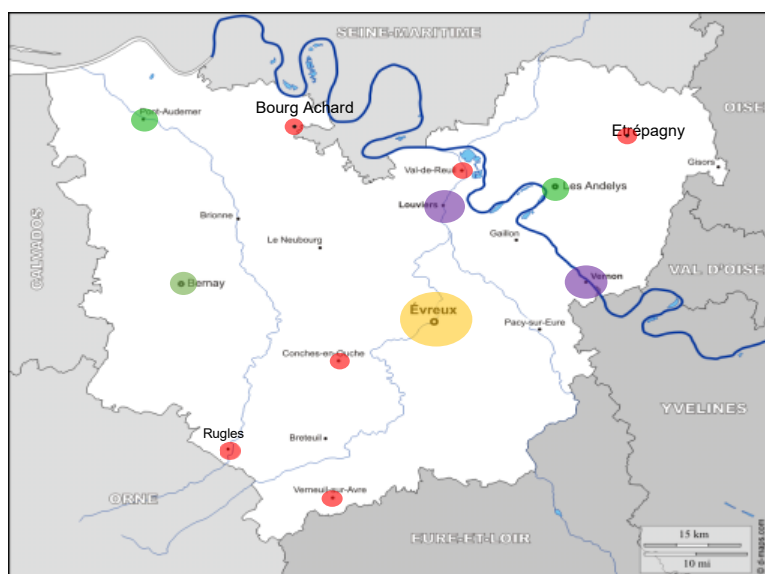 SEINE-MARITIME
OISE
Pont-Audemer
Bourg Achard
Etrépagny
Gisors
Val-de-Reuil
Les Andelys
Louviers
Brionne
Le Neubourg
Gaillon
CALVADOS
VAL D'OISE
Bernay
Vernon
Évreux
Pacy-sur-Eure
Conches-en-Ouche
YVELINES
Rugles
Breteuil
ORNE
Verneuil-sur-Avre
EURE-ET-LOIR
15 km
10 mi
© d-maps.com